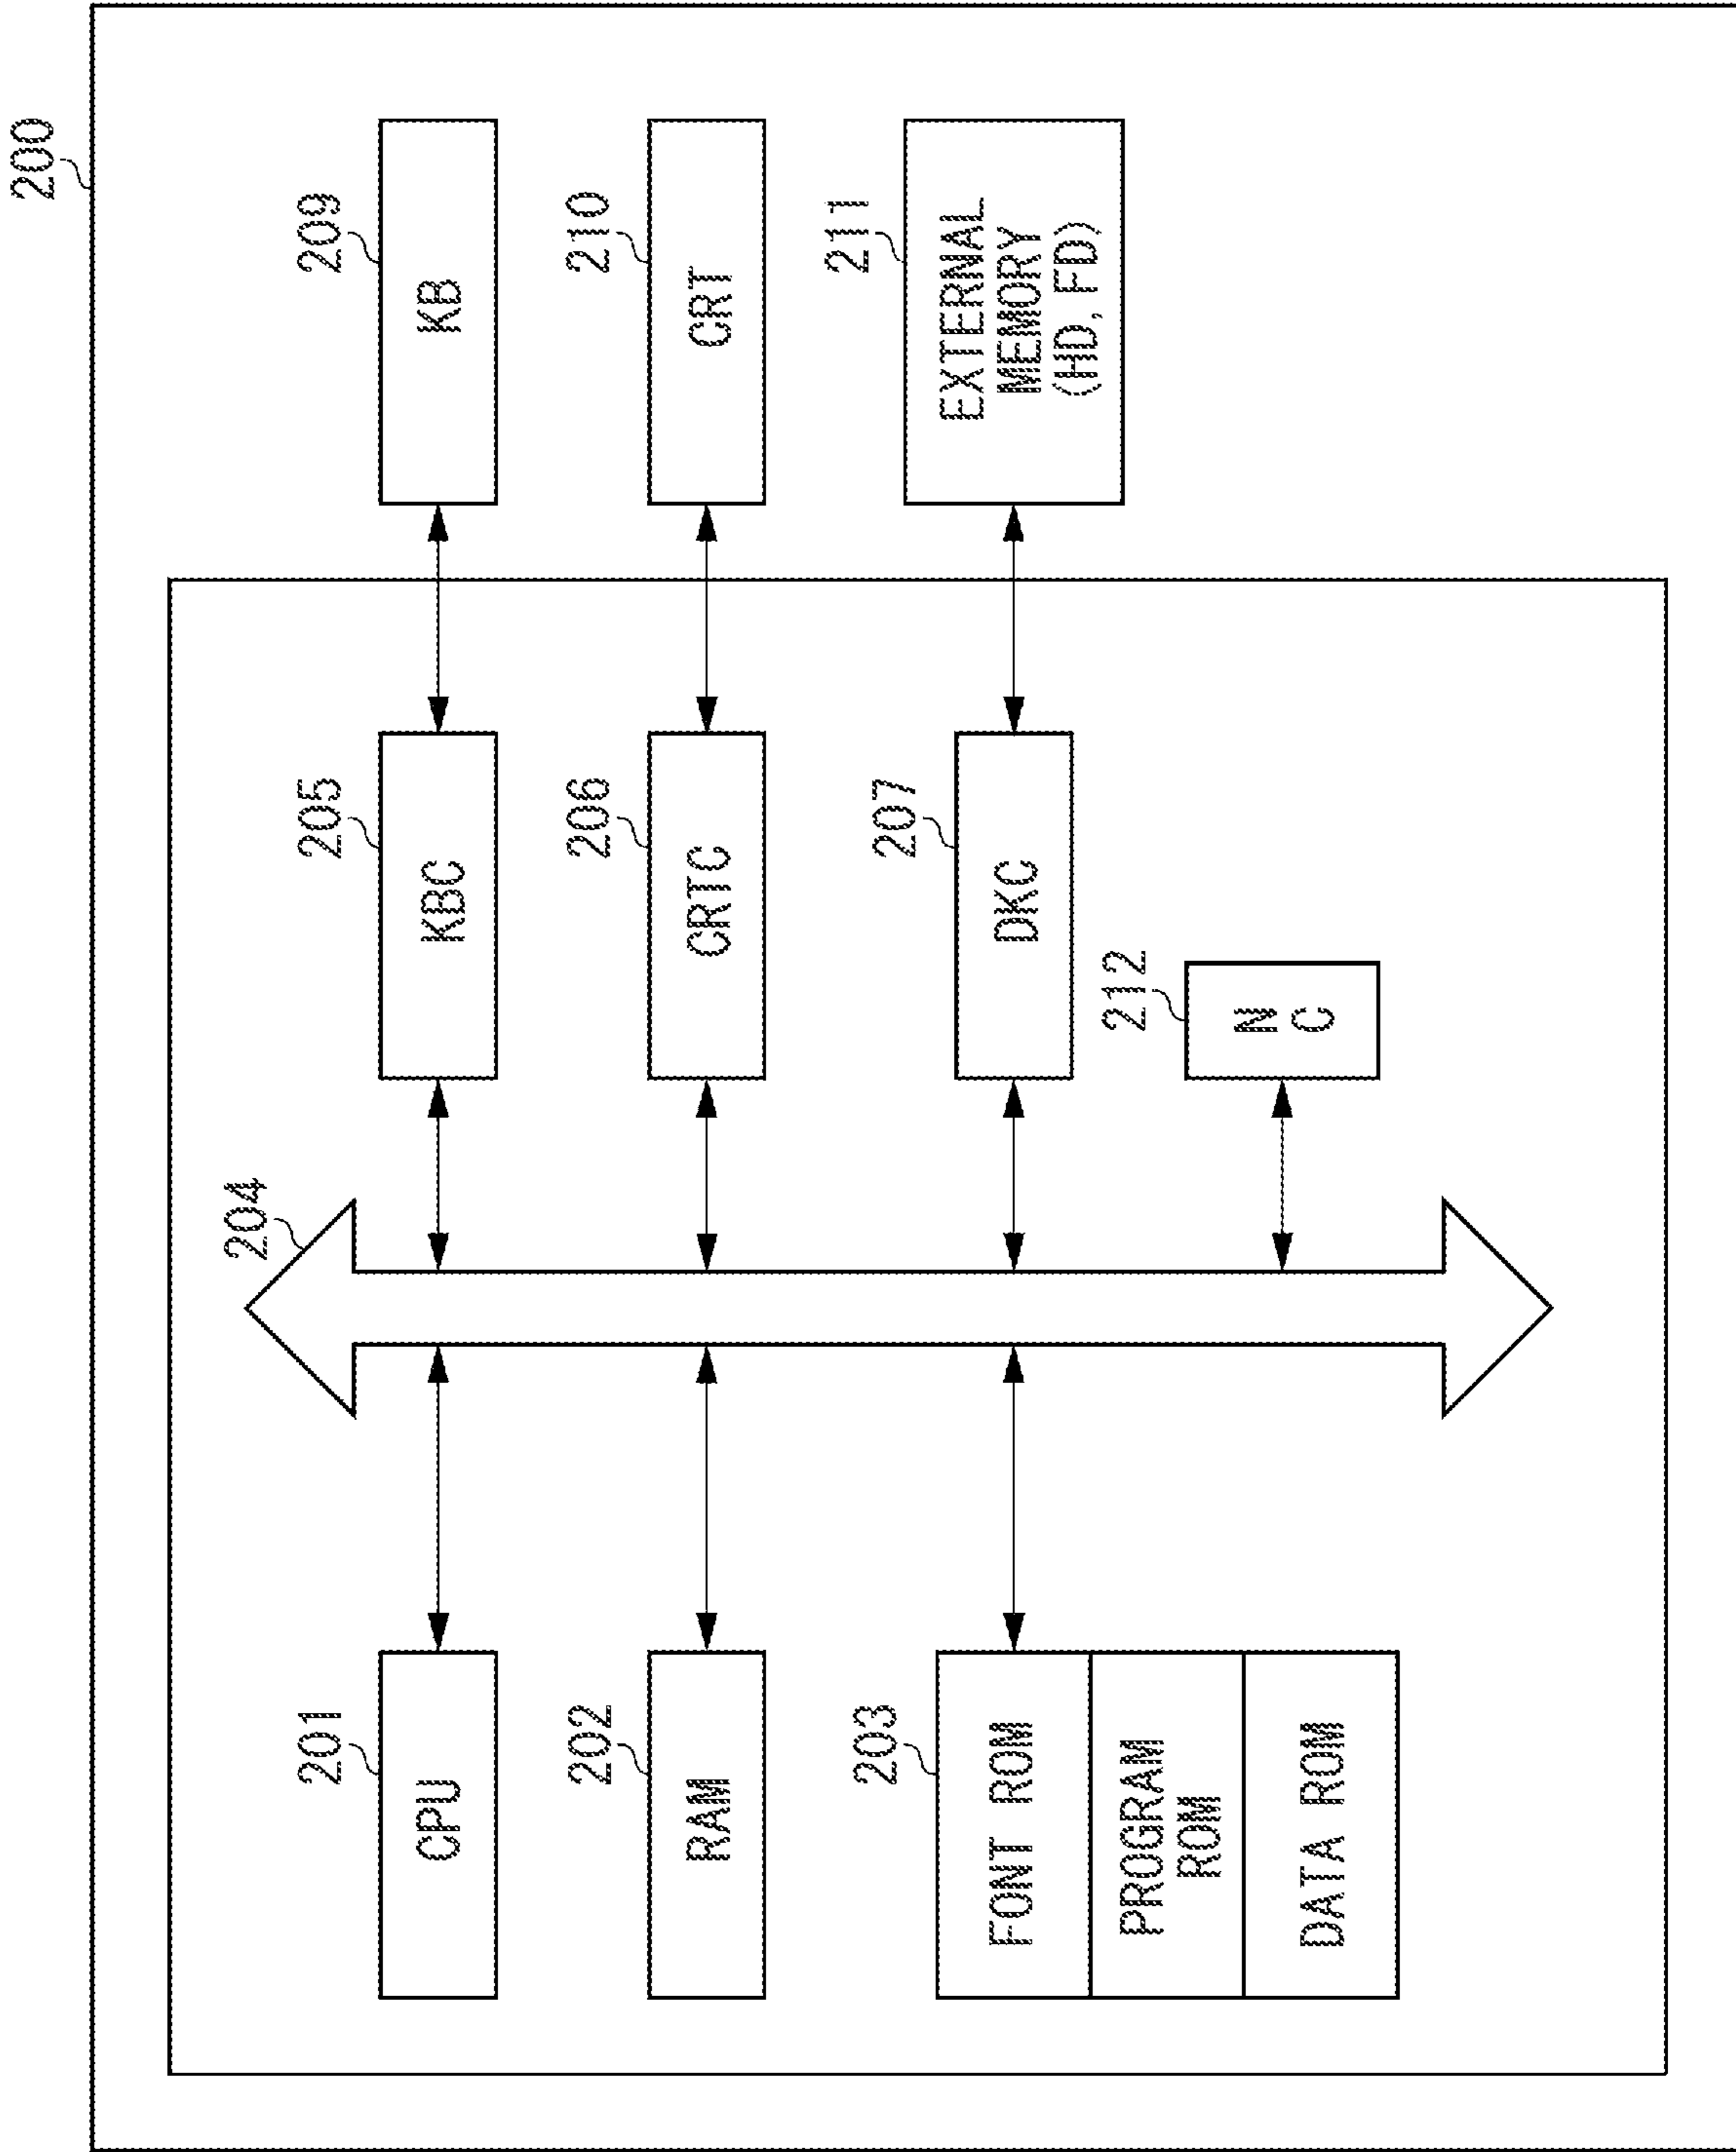 200
201
CPU
202
RAM
203
FONT ROM
PROGRAM
ROM
DATA ROM
204
205
KBC
206
CRTC
207
DKC
212
N
C
209
KB
210
CRT
211
EXTERNAL
MEMORY
(HD, FD)